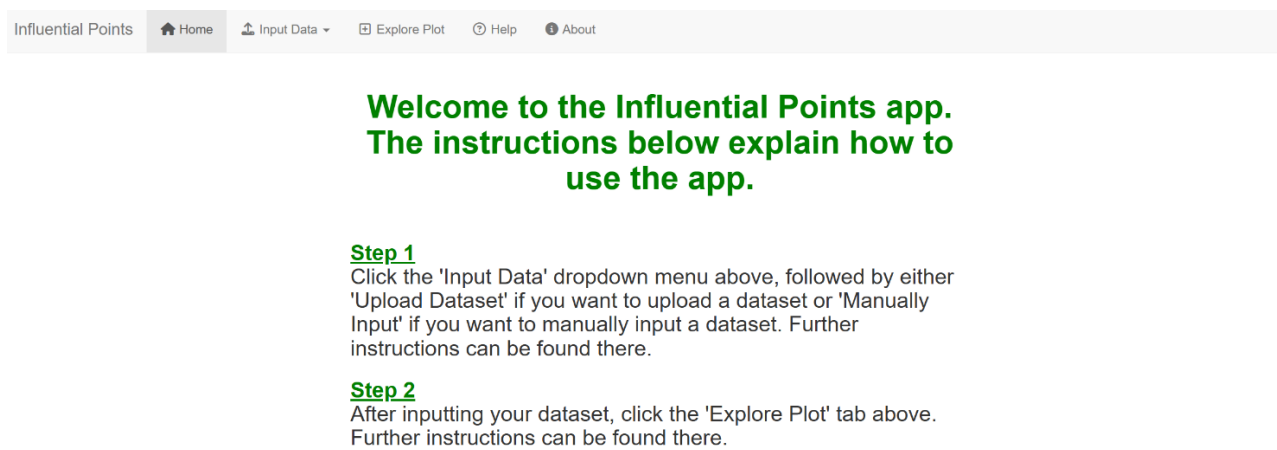 Influential Points Home Input Data Explore Plot Help About
Welcome to the Influential Points app.
The instructions below explain how to
use the app.
Step 1
Click the 'Input Data' dropdown menu above, followed by either
'Upload Dataset' if you want to upload a dataset or 'Manually
Input' if you want to manually input a dataset. Further
instructions can be found there.
Step 2
After inputting your dataset, click the 'Explore Plot' tab above.
Further instructions can be found there.